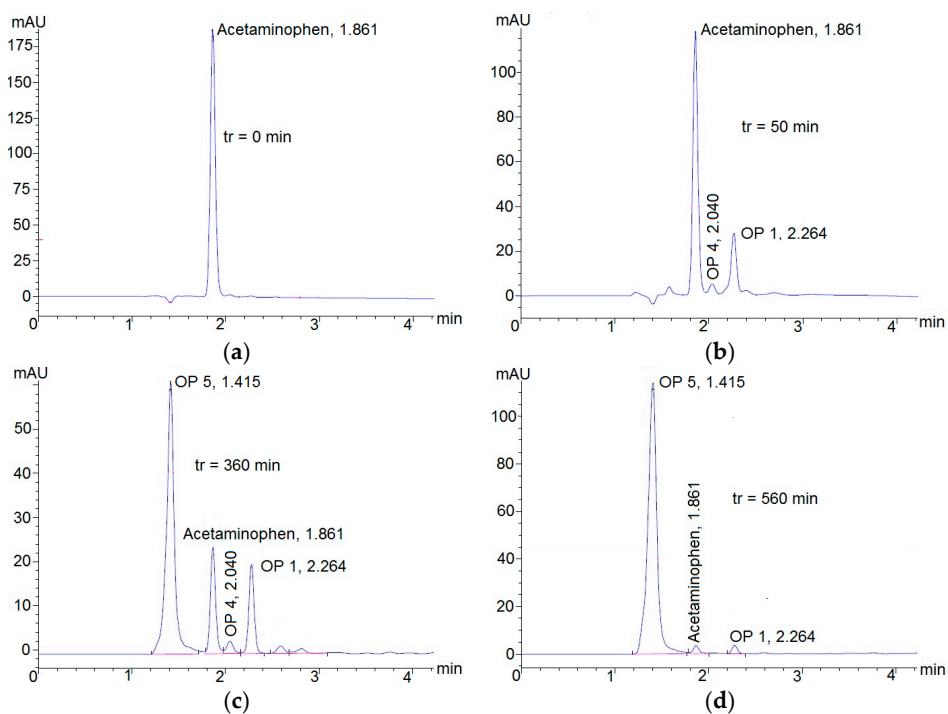 mAU
Acetaminophen, 1.861
175
150
125
100
75
50
25
0
tr = 0 min
0 1 2 3 4 min
(a)
mAU
Acetaminophen, 1.861
100
80
60
40
20
0
tr = 50 min
OP 4, 2.040
OP 1, 2.264
0 1 2 3 4 min
(b)
mAU
OP 5, 1.415
50
40
30
20
10
0
tr = 360 min
Acetaminophen, 1.861
OP 4, 2.040
OP 1, 2.264
0 1 2 3 4 min
(c)
mAU
OP 5, 1.415
100
80
60
40
20
0
Acetaminophen, 1.861
tr = 560 min
OP 1, 2.264
0 1 2 3 4 min
(d)